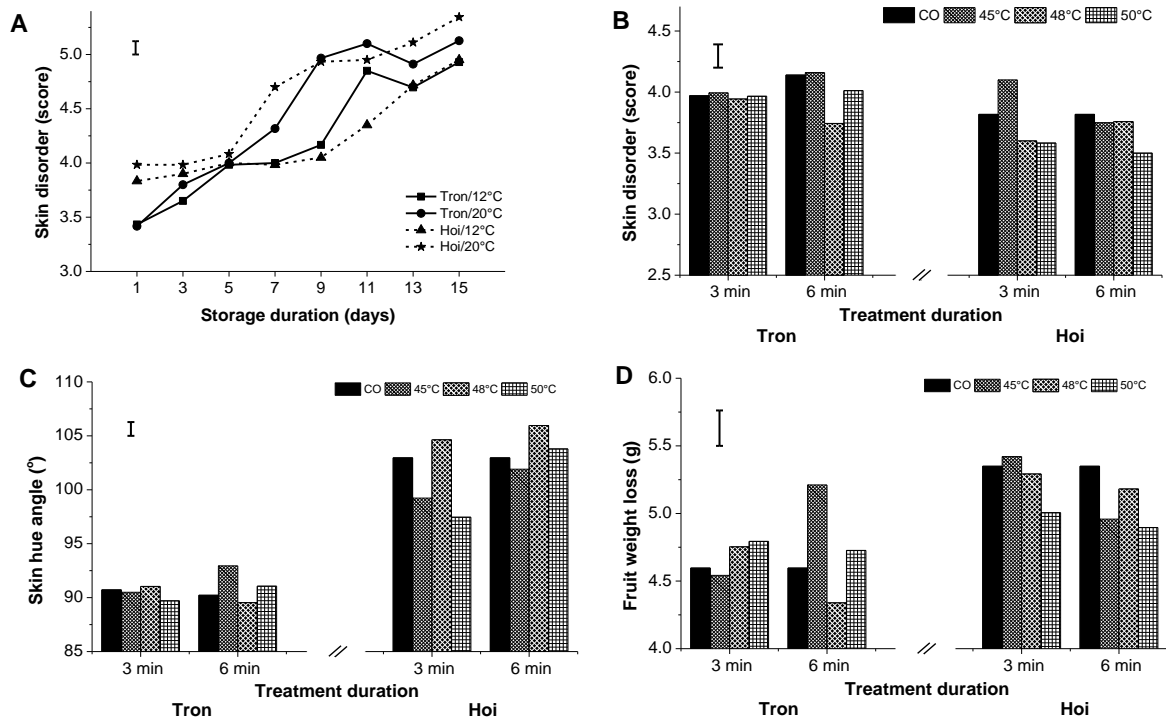 A
Skin disorder (score)
5.0
4.5
4.0
3.5
3.0
Tron/12°C
Tron/20°C
Hoi/12°C
Hoi/20°C
1 3 5 7 9 11 13 15
Storage duration (days)
B
CO 45°C 48°C 50°C
Skin disorder (score)
4.5
4.0
3.5
3.0
2.5
3 min 6 min // 3 min 6 min
Treatment duration
Tron Hoi
C
CO 45°C 48°C 50°C
Skin hue angle (°)
110
105
100
95
90
85
3 min 6 min // 3 min 6 min
Treatment duration
Tron Hoi
D
CO 45°C 48°C 50°C
Fruit weight loss (g)
6.0
5.5
5.0
4.5
4.0
3 min 6 min // 3 min 6 min
Treatment duration
Tron Hoi